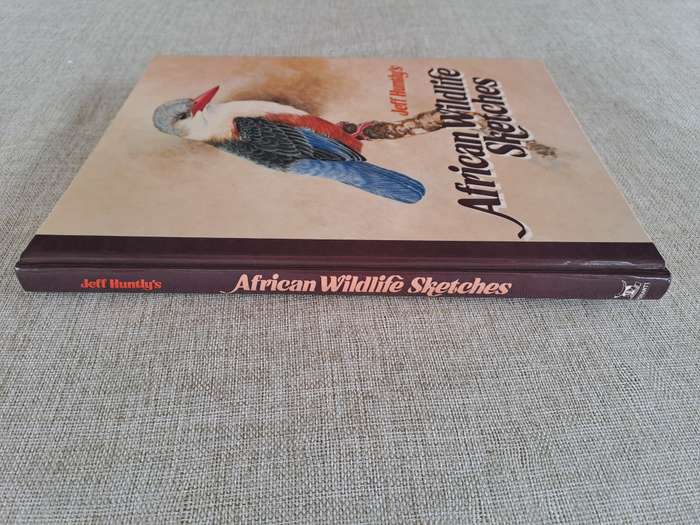 Jeff Huntly's
African Wildlife
Sketches
Jeff Huntly's African Wildlife Sketches